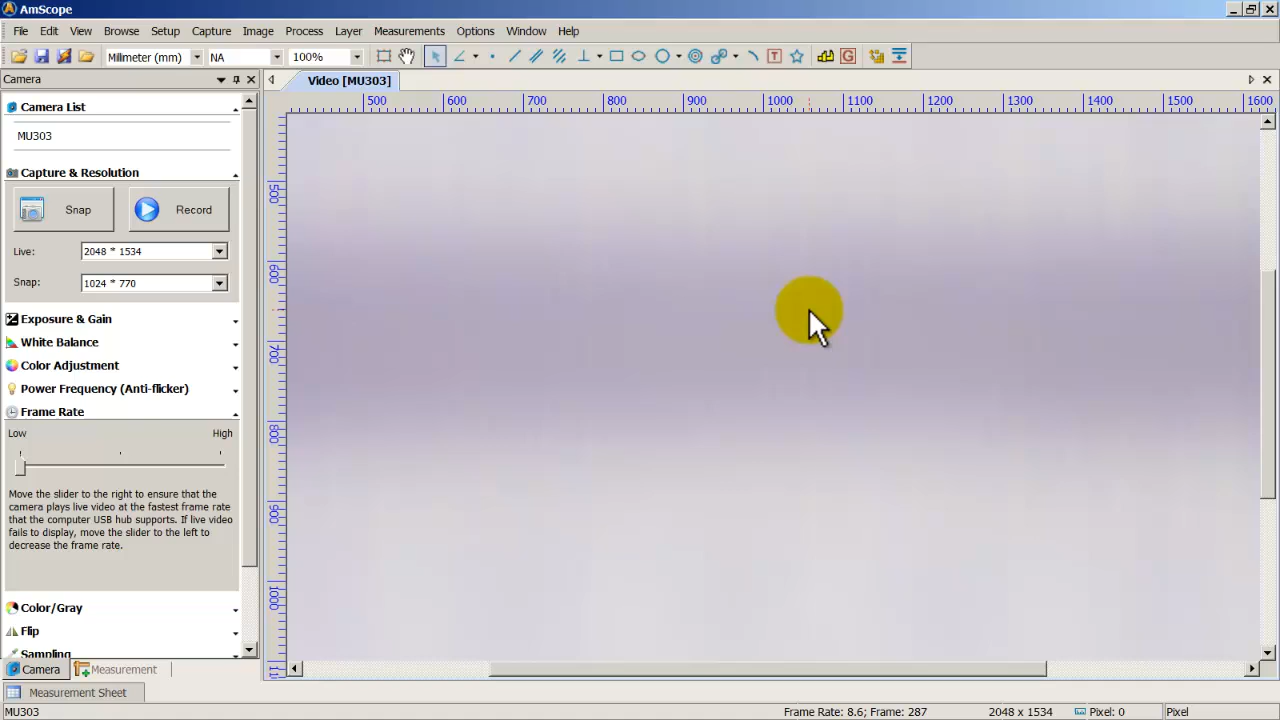 AmScope
File Edit View Browse Setup Capture Image Process Layer Measurements Options Window Help
Millimeter (mm) NA 100% T G
Camera
Video [MU303]
500 600 700 800 900 1000 1100 1200 1300 1400 1500 1600
Camera List
MU303
Capture & Resolution
Snap Record
Live: 2048 * 1534
Snap: 1024 * 770
Exposure & Gain
White Balance
Color Adjustment
Power Frequency (Anti-flicker)
Frame Rate
Low High
Move the slider to the right to ensure that the
camera plays live video at the fastest frame rate
that the computer USB hub supports. If live video
fails to display, move the slider to the left to
decrease the frame rate.
Color/Gray
Flip
Sampling
500
600
700
800
900
1000
Camera Measurement
Measurement Sheet
MU303 Frame Rate: 8.6; Frame: 287 2048 x 1534 Pixel: 0 Pixel